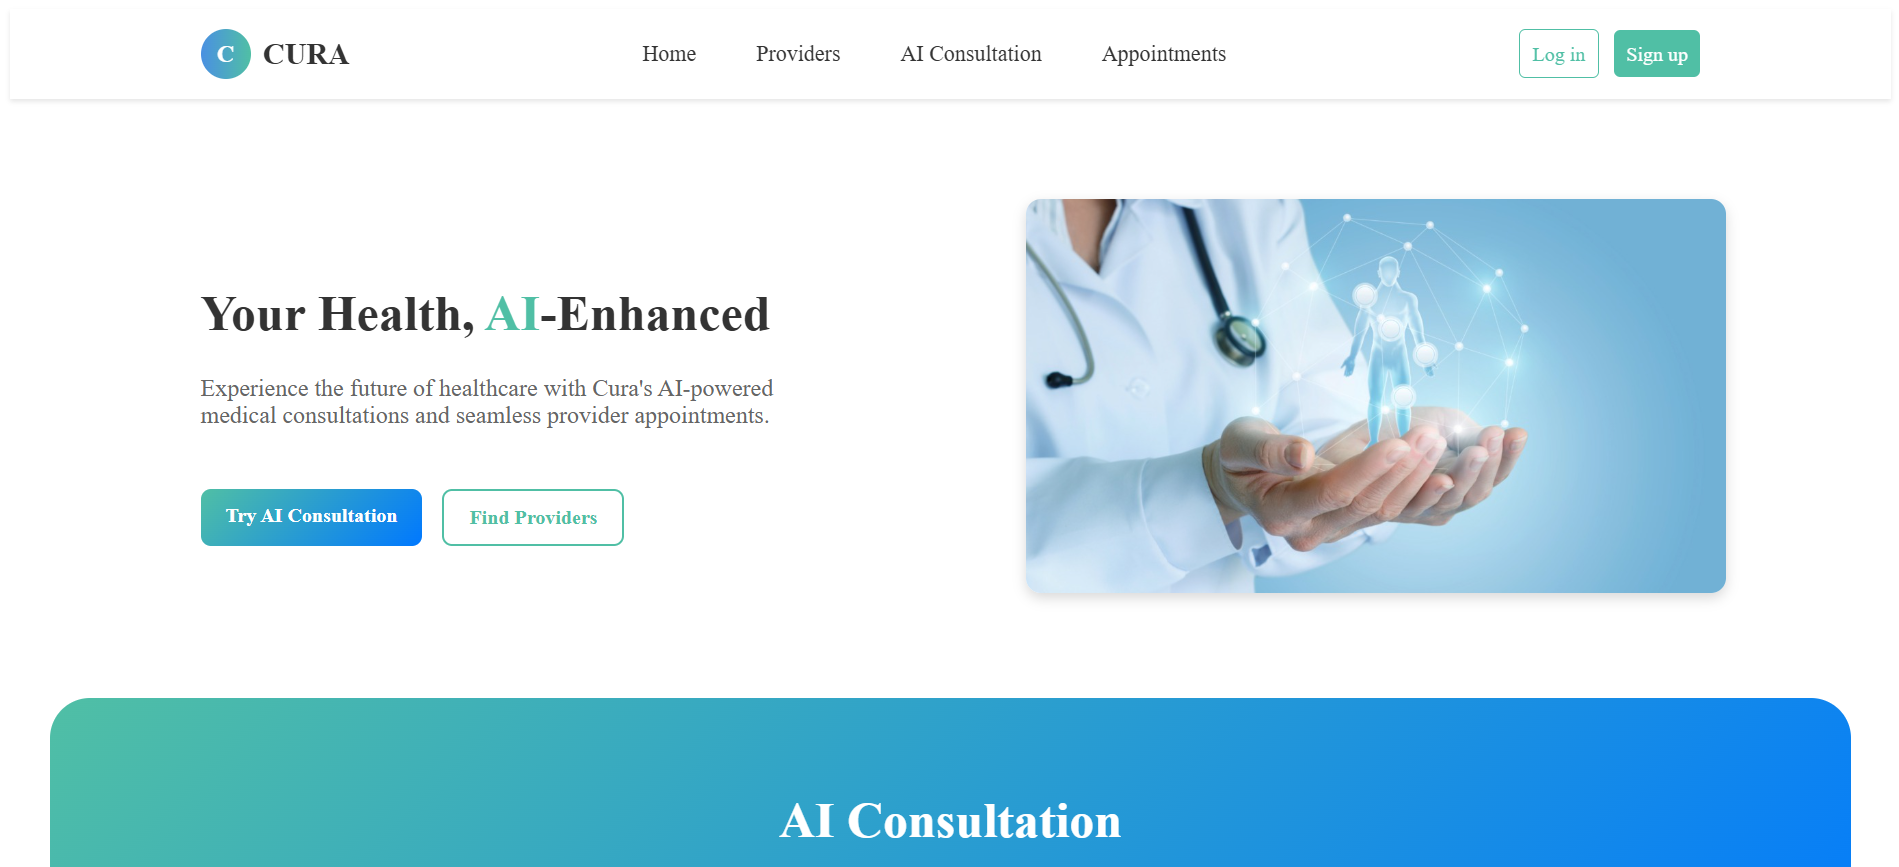 C CURA
Home
Providers
AI Consultation
Appointments
Log in
Sign up
Your Health, AI-Enhanced
Experience the future of healthcare with Cura's AI-powered
medical consultations and seamless provider appointments.
Try AI Consultation
Find Providers
AI Consultation